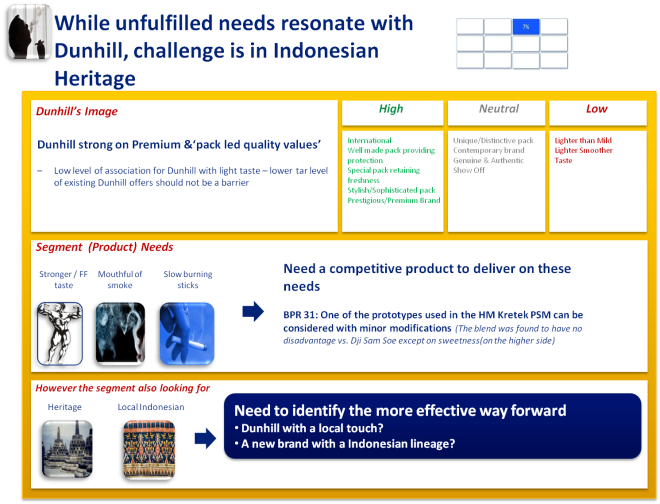 While unfulfilled needs resonate with
Dunhill, challenge is in Indonesian
Heritage
7%
Dunhill's Image
High
Neutral
Low
Dunhill strong on Premium &'pack led quality values'
– Low level of association for Dunhill with light taste – lower tar level
of existing Dunhill offers should not be a barrier
International
Well made pack providing
protection
Special pack retaining
freshness
Stylish/Sophisticated pack
Prestigious/Premium Brand
Unique/Distinctive pack
Contemporary brand
Genuine & Authentic
Show Off
Lighter than Mild
Lighter Smoother
Taste
Segment (Product) Needs
Stronger / FF
taste
Mouthful of
smoke
Slow burning
sticks
Need a competitive product to deliver on these
needs
BPR 31: One of the prototypes used in the HM Kretek PSM can be
considered with minor modifications (The blend was found to have no
disadvantage vs. Dji Sam Soe except on sweetness(on the higher side)
However the segment also looking for
Heritage
Local Indonesian
Need to identify the more effective way forward
• Dunhill with a local touch?
• A new brand with a Indonesian lineage?